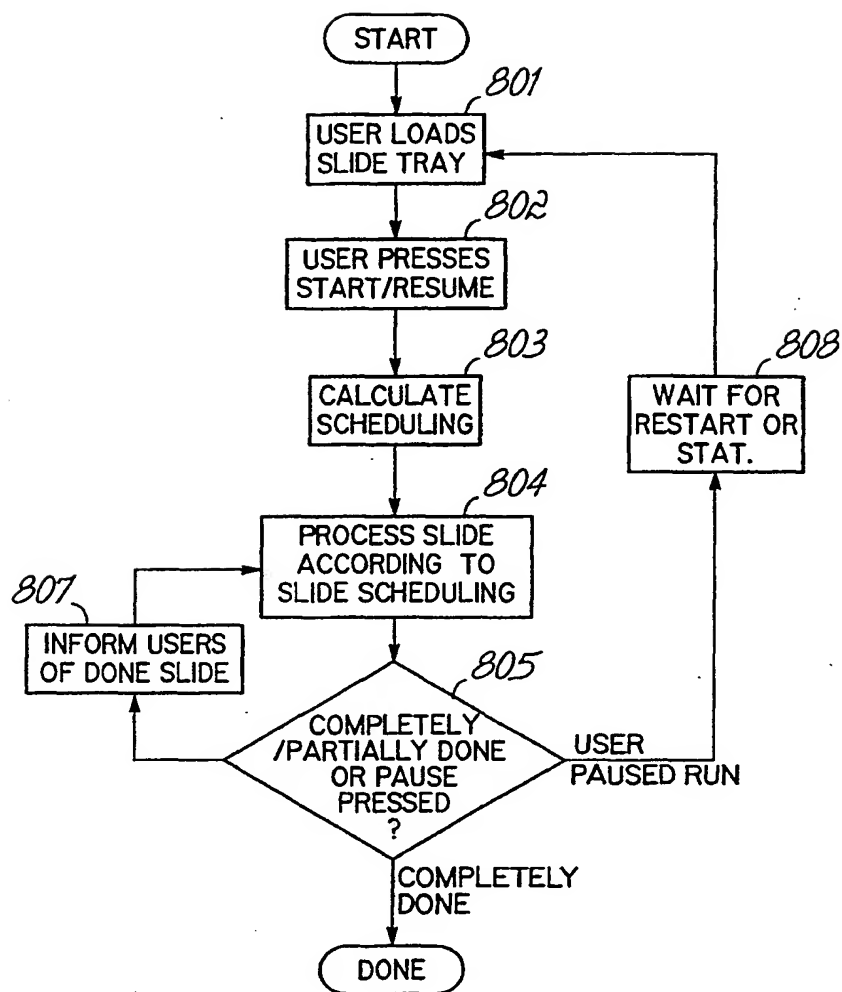 START
801
USER LOADS
SLIDE TRAY
802
USER PRESSES
START/RESUME
803
CALCULATE
SCHEDULING
808
WAIT FOR
RESTART OR
STAT.
804
PROCESS SLIDE
ACCORDING TO
SLIDE SCHEDULING
807
INFORM USERS
OF DONE SLIDE
805
COMPLETELY
/PARTIALLY DONE
OR PAUSE
PRESSED
?
USER
PAUSED RUN
COMPLETELY
DONE
DONE